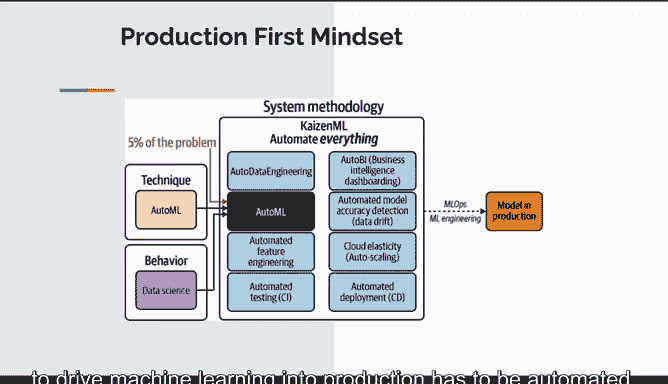 Production First Mindset
System methodology
KaizenML
Automate everything
5% of the problem
Technique
AutoML
Behavior
Data science
AutoDataEngineering
AutoML
Automated
feature
engineering
Automated
testing (CI)
AutoBI (Business
intelligence
dashboarding)
Automated model
accuracy detection
(data drift)
Cloud elasticity
(Auto-scaling)
Automated
deployment (CD)
MLOps
ML engineering
Model in
production
to drive machine learning into production has to be automated